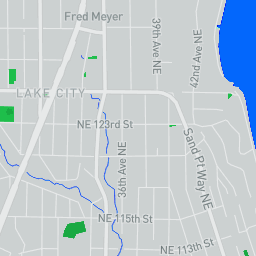 Fred Meyer
39th Ave NE
42nd Ave NE
LAKE CITY
NE 123rd St
Sand Pt Way NE
36th Ave NE
NE 115th St
NE 113th St